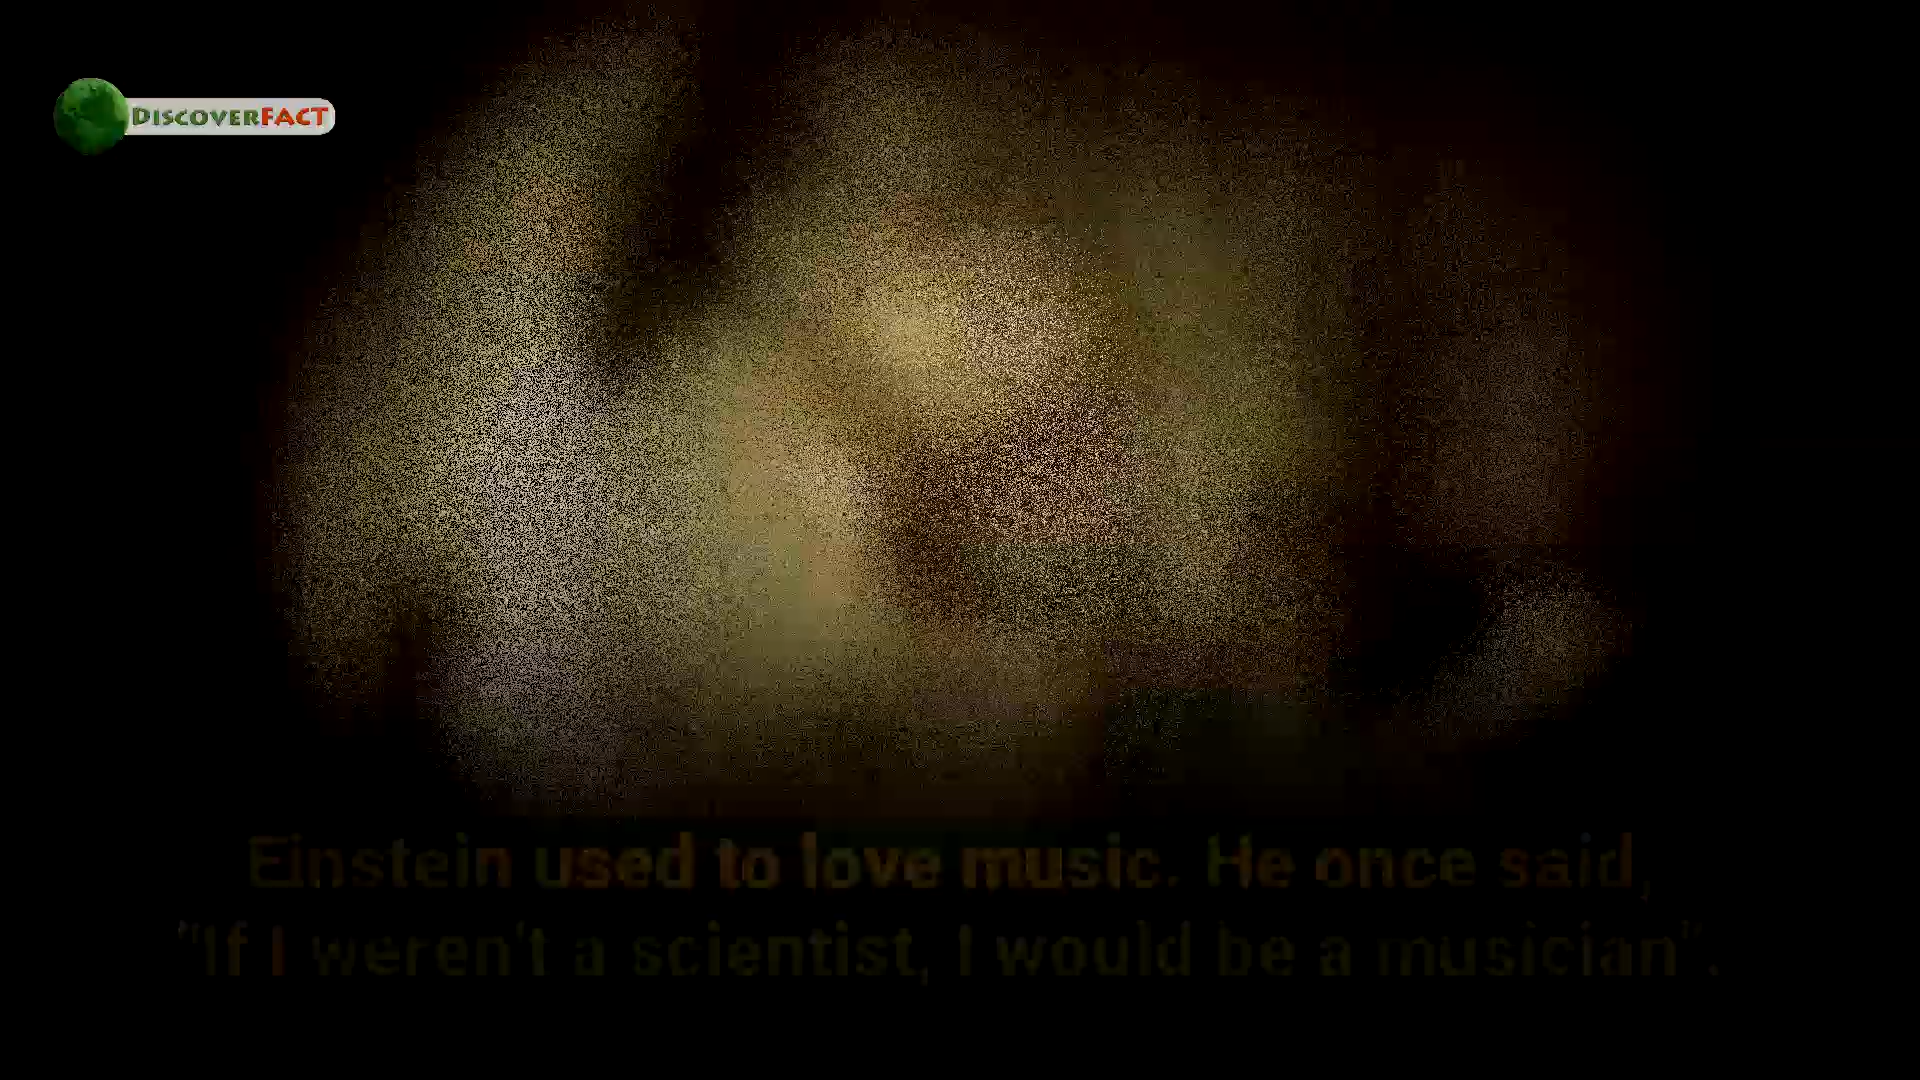 DISCOVERFACT
Einstein used to love music. He once said,
"If I weren't a scientist, I would be a musician".